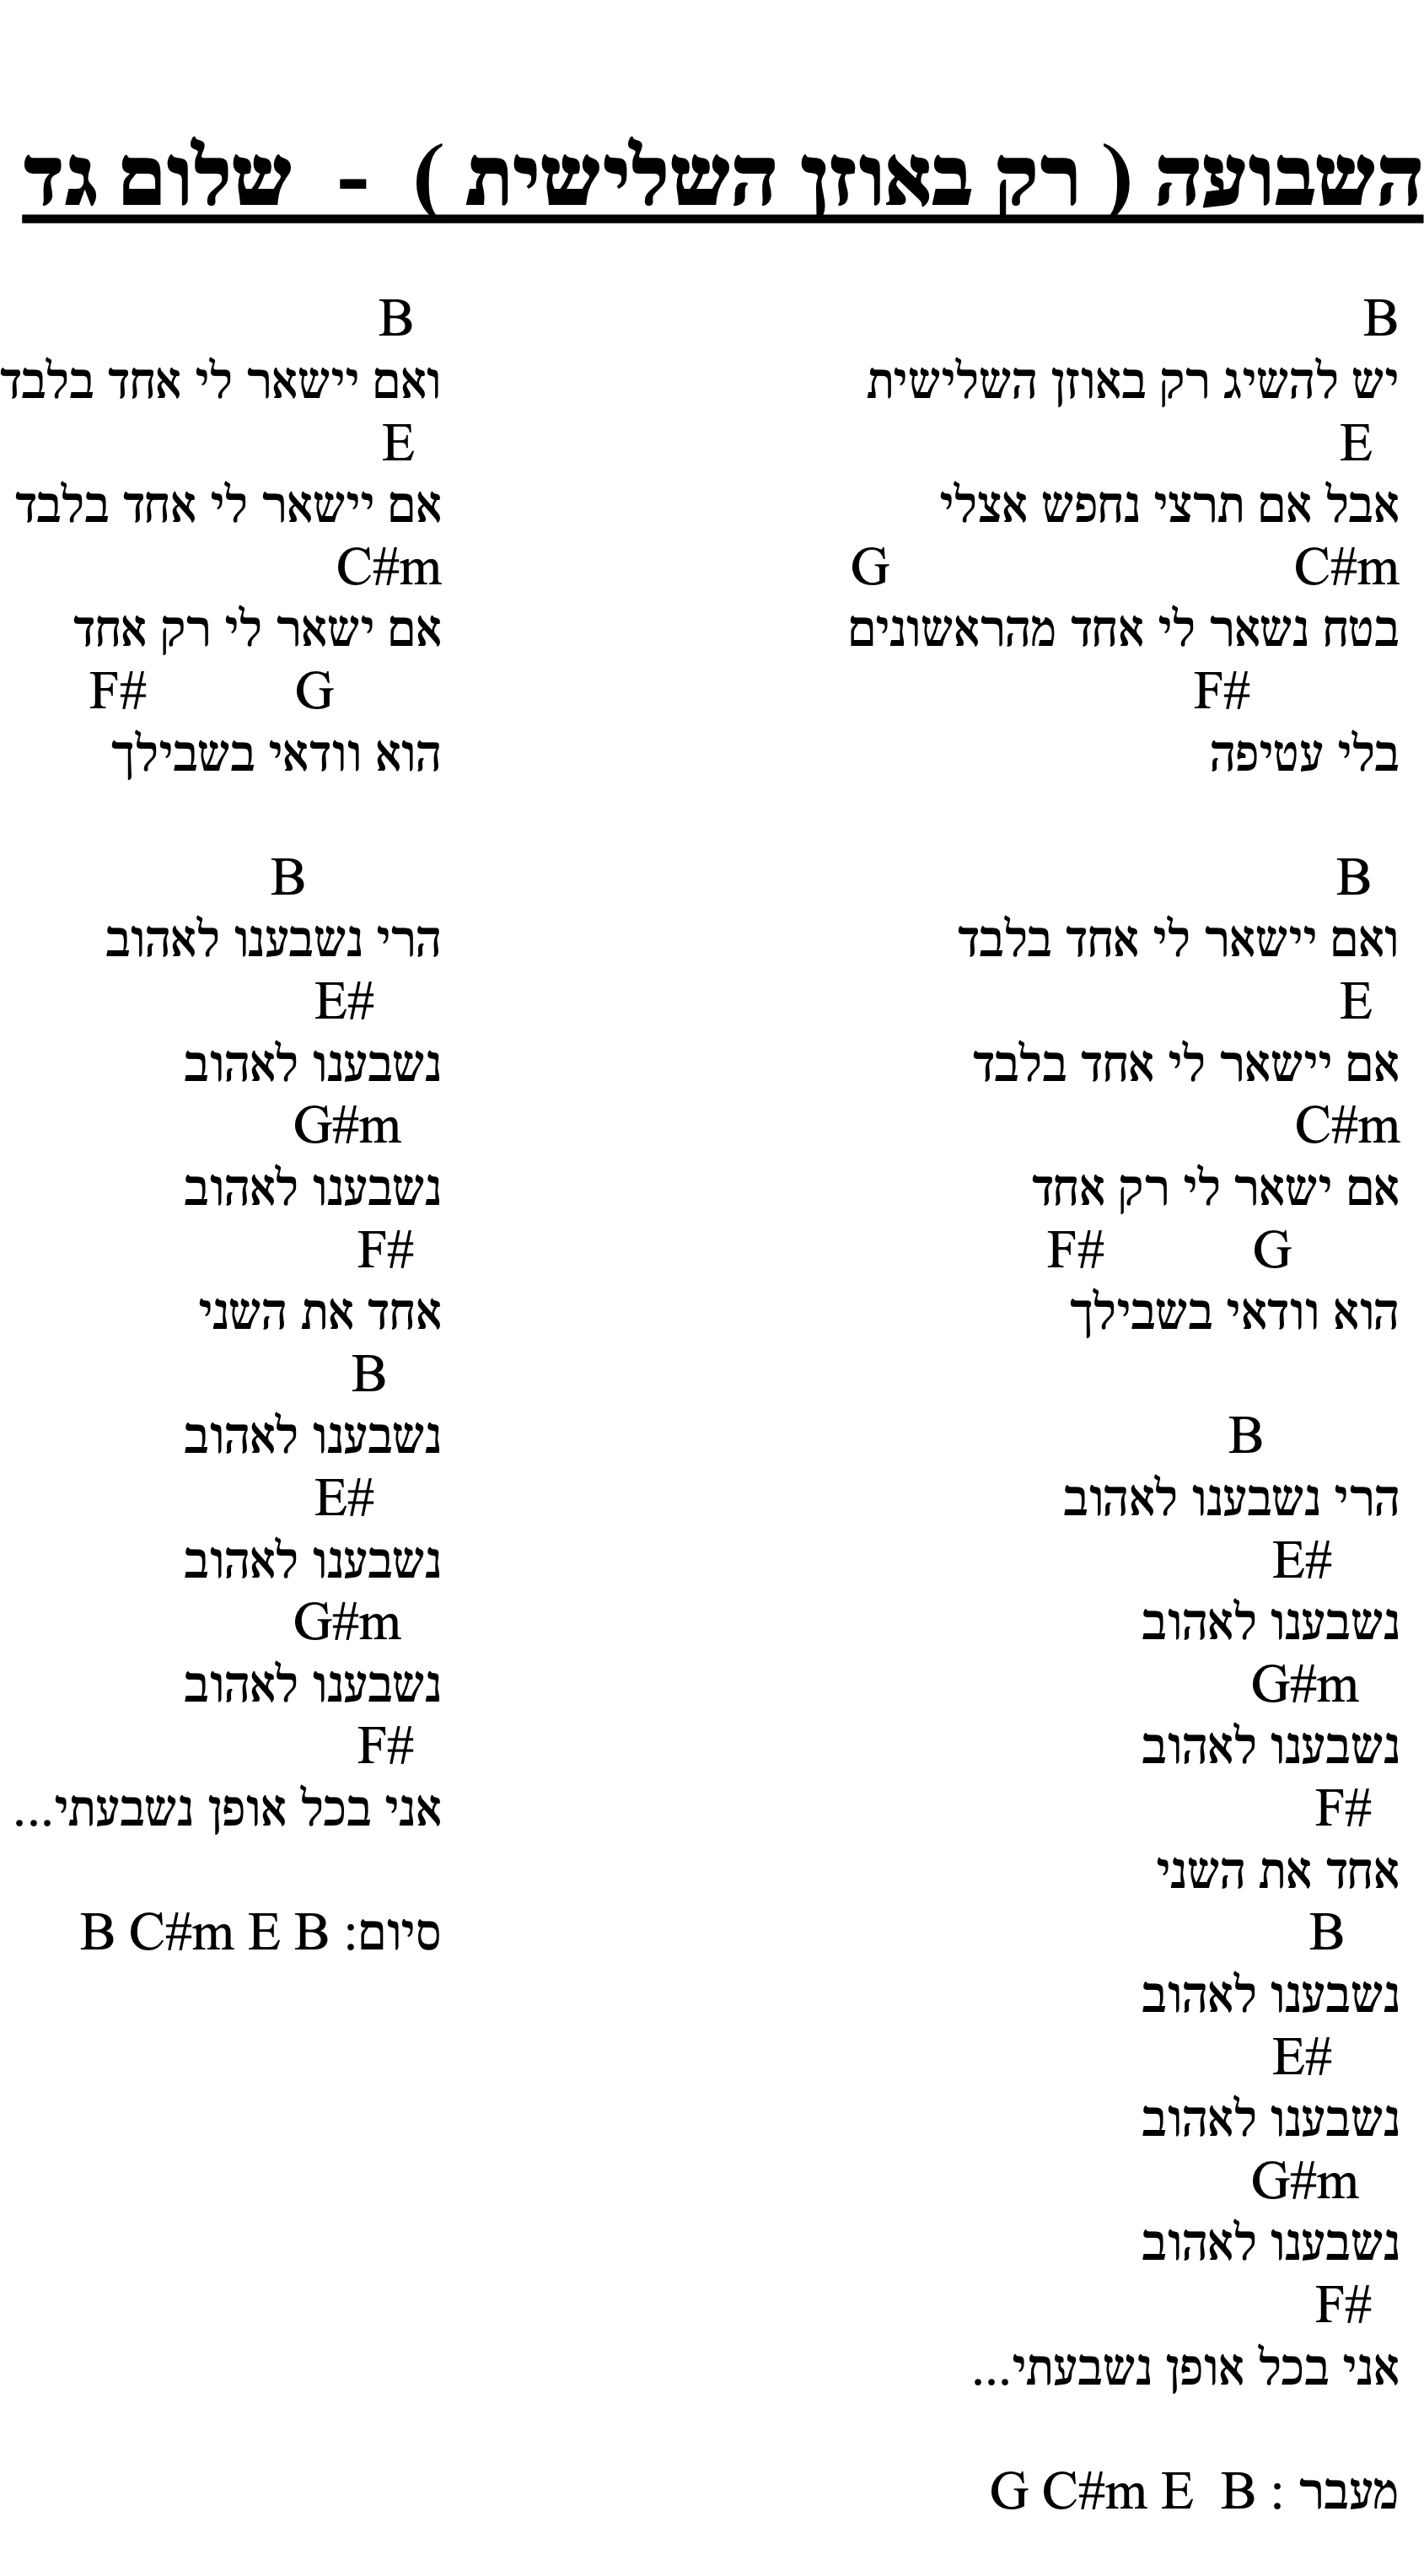 השבועה ( רק באוזן השלישית ) - שלום גד
B
יש להשיג רק באוזן השלישית
E
אבל אם תרצי נחפש אצלי
C#m G
בטח נשאר לי אחד מהראשונים
F#
בלי עטיפה
B
ואם יישאר לי אחד בלבד
E
אם יישאר לי אחד בלבד
C#m
אם ישאר לי רק אחד
G F#
הוא וודאי בשבילך
B
הרי נשבענו לאהוב
E#
נשבענו לאהוב
G#m
נשבענו לאהוב
F#
אחד את השני
B
נשבענו לאהוב
E#
נשבענו לאהוב
G#m
נשבענו לאהוב
F#
אני בכל אופן נשבעתי...
מעבר : G C#m E B
B
ואם יישאר לי אחד בלבד
E
אם יישאר לי אחד בלבד
C#m
אם ישאר לי רק אחד
G F#
הוא וודאי בשבילך
B
הרי נשבענו לאהוב
E#
נשבענו לאהוב
G#m
נשבענו לאהוב
F#
אחד את השני
B
נשבענו לאהוב
E#
נשבענו לאהוב
G#m
נשבענו לאהוב
F#
אני בכל אופן נשבעתי...
סיום: B C#m E B